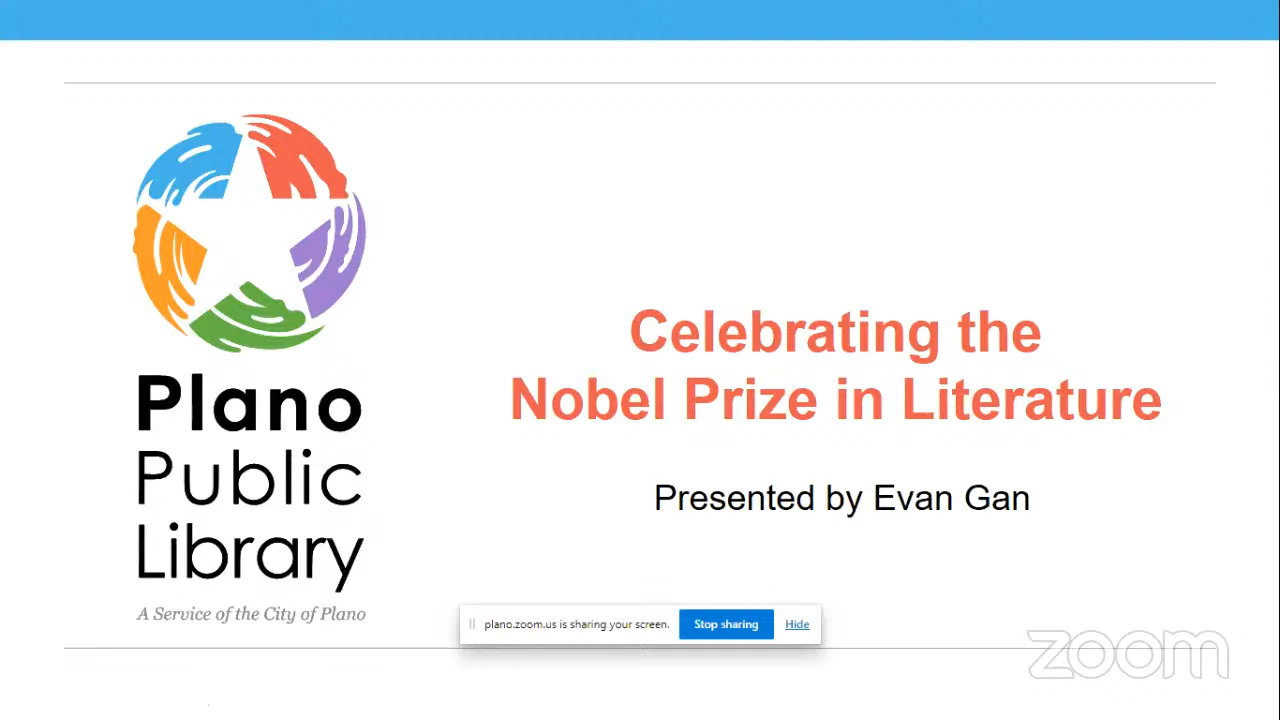 Plano
Public
Library
A Service of the City of Plano
Celebrating the
Nobel Prize in Literature
Presented by Evan Gan
plano.zoom.us is sharing your screen. Stop sharing Hide
zoom